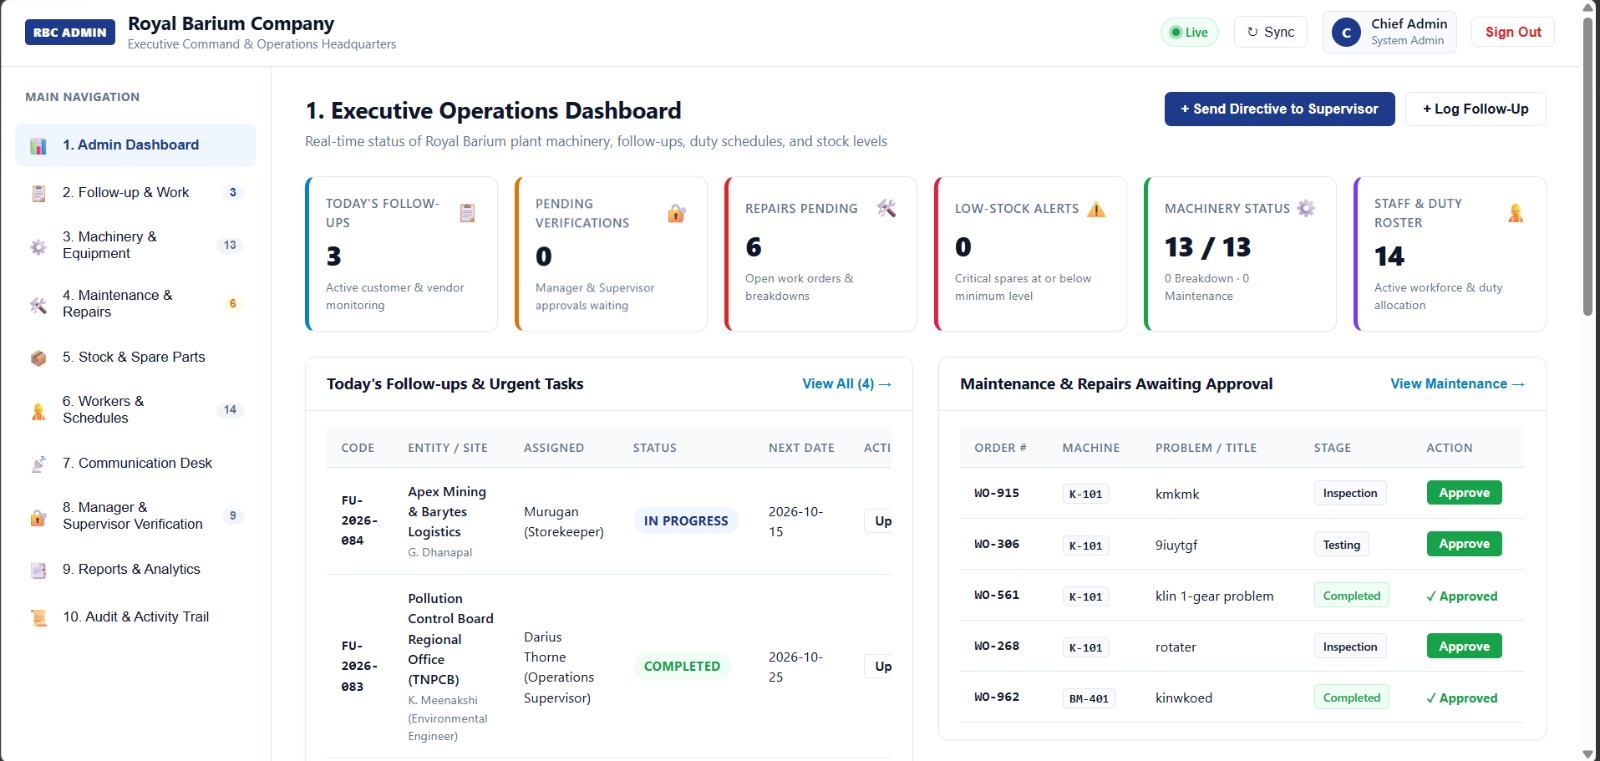 RBC ADMIN
Royal Barium Company
Executive Command & Operations Headquarters
Live
↻ Sync
C
Chief Admin
System Admin
Sign Out
MAIN NAVIGATION
1. Admin Dashboard
2. Follow-up & Work
3
3. Machinery &
Equipment
13
4. Maintenance &
Repairs
6
5. Stock & Spare Parts
6. Workers &
Schedules
14
7. Communication Desk
8. Manager &
Supervisor Verification
9
9. Reports & Analytics
10. Audit & Activity Trail
1. Executive Operations Dashboard
Real-time status of Royal Barium plant machinery, follow-ups, duty schedules, and stock levels
+ Send Directive to Supervisor
+ Log Follow-Up
TODAY'S FOLLOW-
UPS
3
Active customer & vendor
monitoring
PENDING
VERIFICATIONS
0
Manager & Supervisor
approvals waiting
REPAIRS PENDING
6
Open work orders &
breakdowns
LOW-STOCK ALERTS
0
Critical spares at or below
minimum level
MACHINERY STATUS
13 / 13
0 Breakdown · 0
Maintenance
STAFF & DUTY
ROSTER
14
Active workforce & duty
allocation
Today's Follow-ups & Urgent Tasks
View All (4) →
CODE ENTITY / SITE ASSIGNED STATUS NEXT DATE ACTI
FU-
2026-
084
Apex Mining
& Barytes
Logistics
G. Dhanapal
Murugan
(Storekeeper)
IN PROGRESS
2026-10-
15
Up
FU-
2026-
083
Pollution
Control Board
Regional
Office
(TNPCB)
K. Meenakshi
(Environmental
Engineer)
Darius
Thorne
(Operations
Supervisor)
COMPLETED
2026-10-
25
Up
Maintenance & Repairs Awaiting Approval
View Maintenance →
ORDER # MACHINE PROBLEM / TITLE STAGE ACTION
WO-915 K-101 kmkmk Inspection Approve
WO-306 K-101 9iuytgf Testing Approve
WO-561 K-101 klin 1-gear problem Completed ✓ Approved
WO-268 K-101 rotater Inspection Approve
WO-962 BM-401 kinwkoed Completed ✓ Approved